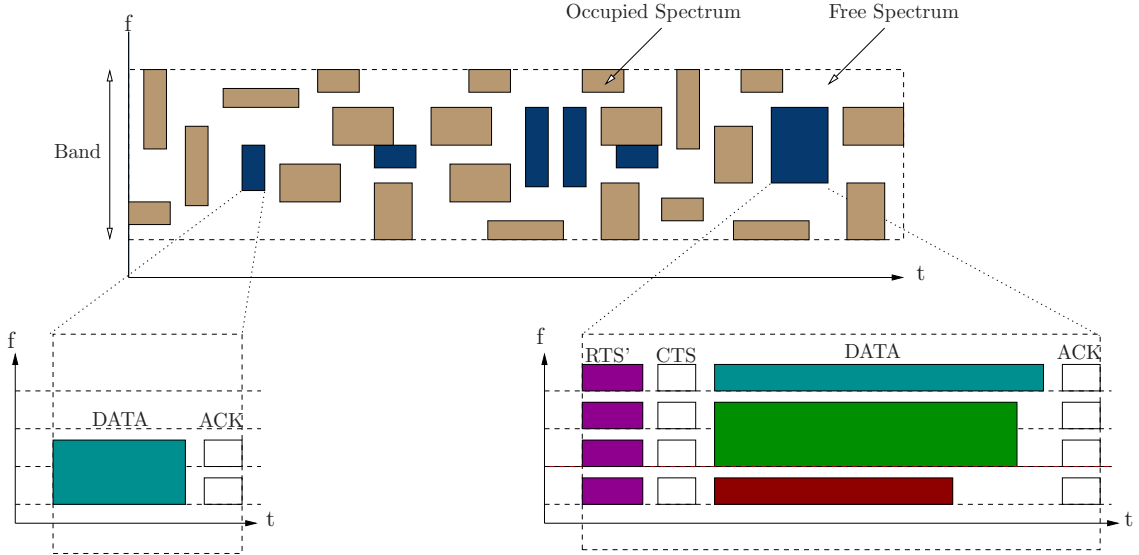 Occupied Spectrum
Free Spectrum
f
Band
t
f
DATA
ACK
t
f
RTS’
CTS
DATA
ACK
t